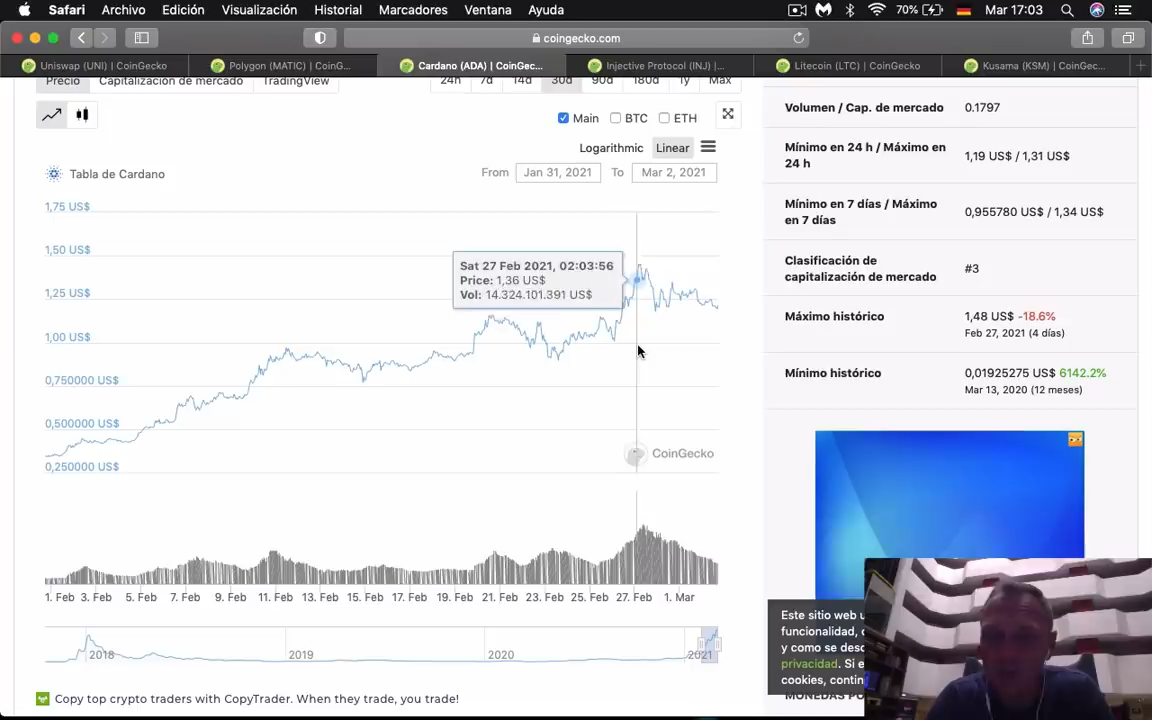 Safari Archivo Edición Visualización Historial Marcadores Ventana Ayuda 70% Mar 17:03
coingecko.com
Uniswap (UNI) | CoinGecko
Polygon (MATIC) | CoinG...
Cardano (ADA) | CoinGec...
Injective Protocol (INJ) |...
Litecoin (LTC) | CoinGecko
Kusama (KSM) | CoinGec...
Precio Capitalización de mercado TradingView 24h 7d 14d 30d 90d 180d 1y Max
Main BTC ETH
Logarithmic Linear
Tabla de Cardano
From Jan 31, 2021 To Mar 2, 2021
1,75 US$
1,50 US$
1,25 US$
1,00 US$
0,750000 US$
0,500000 US$
0,250000 US$
Sat 27 Feb 2021, 02:03:56
Price: 1,36 US$
Vol: 14.324.101.391 US$
CoinGecko
1. Feb 3. Feb 5. Feb 7. Feb 9. Feb 11. Feb 13. Feb 15. Feb 17. Feb 19. Feb 21. Feb 23. Feb 25. Feb 27. Feb 1. Mar
2018 2019 2020 2021
Copy top crypto traders with CopyTrader. When they trade, you trade!
Volumen / Cap. de mercado 0.1797
Mínimo en 24 h / Máximo en
24 h
1,19 US$ / 1,31 US$
Mínimo en 7 días / Máximo
en 7 días
0,955780 US$ / 1,34 US$
Clasificación de
capitalización de mercado
#3
Máximo histórico
1,48 US$ -18.6%
Feb 27, 2021 (4 días)
Mínimo histórico
0,01925275 US$ 6142.2%
Mar 13, 2020 (12 meses)
Este sitio web
funcionalidad,
y como se
privacidad. Si
cookies,